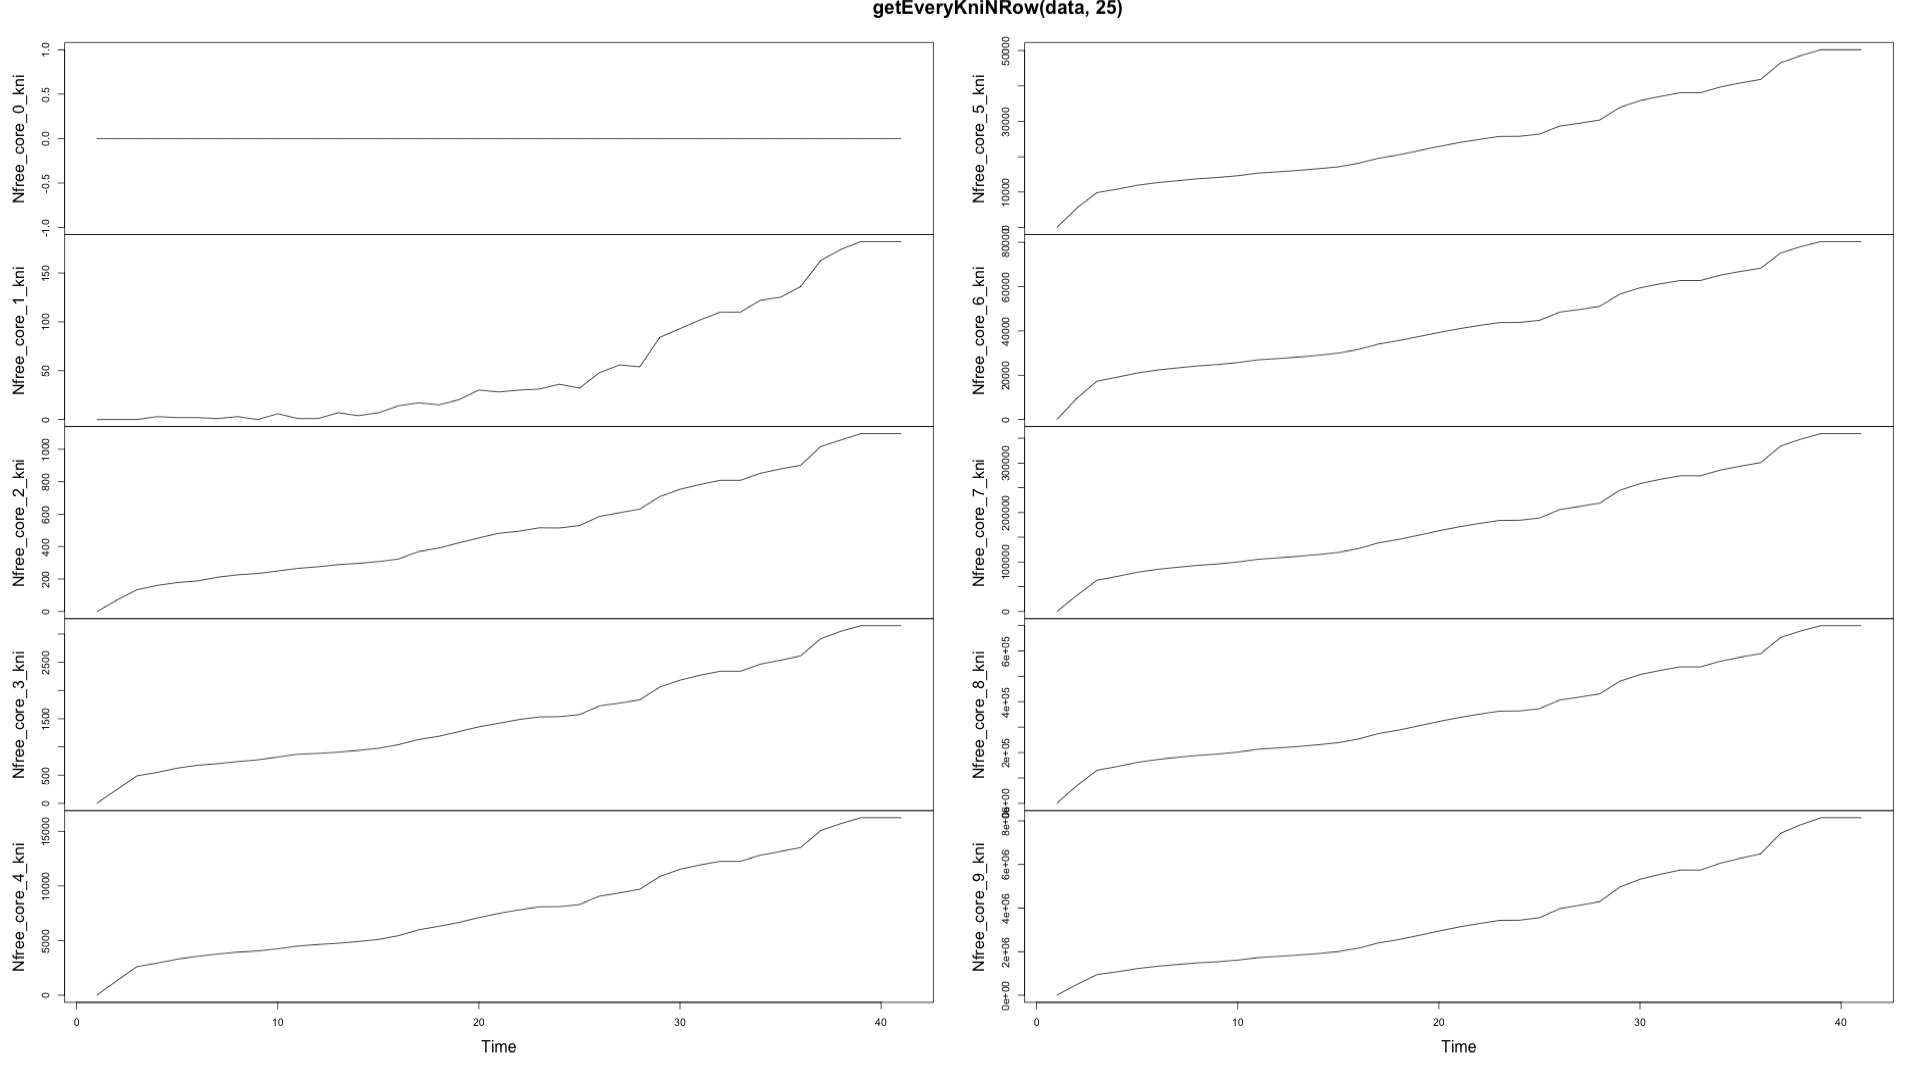 getEveryKniNRow(data, 25)
Nfree_core_0_kni
-1.0 -0.5 0.0 0.5 1.0
Nfree_core_1_kni
0 50 100 150
Nfree_core_2_kni
0 200 400 600 800 1000
Nfree_core_3_kni
0 500 1500 2500
Nfree_core_4_kni
0 5000 10000 15000
0 10 20 30 40
Time
Nfree_core_5_kni
0 10000 30000 50000
Nfree_core_6_kni
0 20000 40000 60000 80000
Nfree_core_7_kni
0 100000 200000 300000
Nfree_core_8_kni
0e+00 2e+05 4e+05 6e+05
Nfree_core_9_kni
0e+00 2e+06 4e+06 6e+06 8e+06
0 10 20 30 40
Time